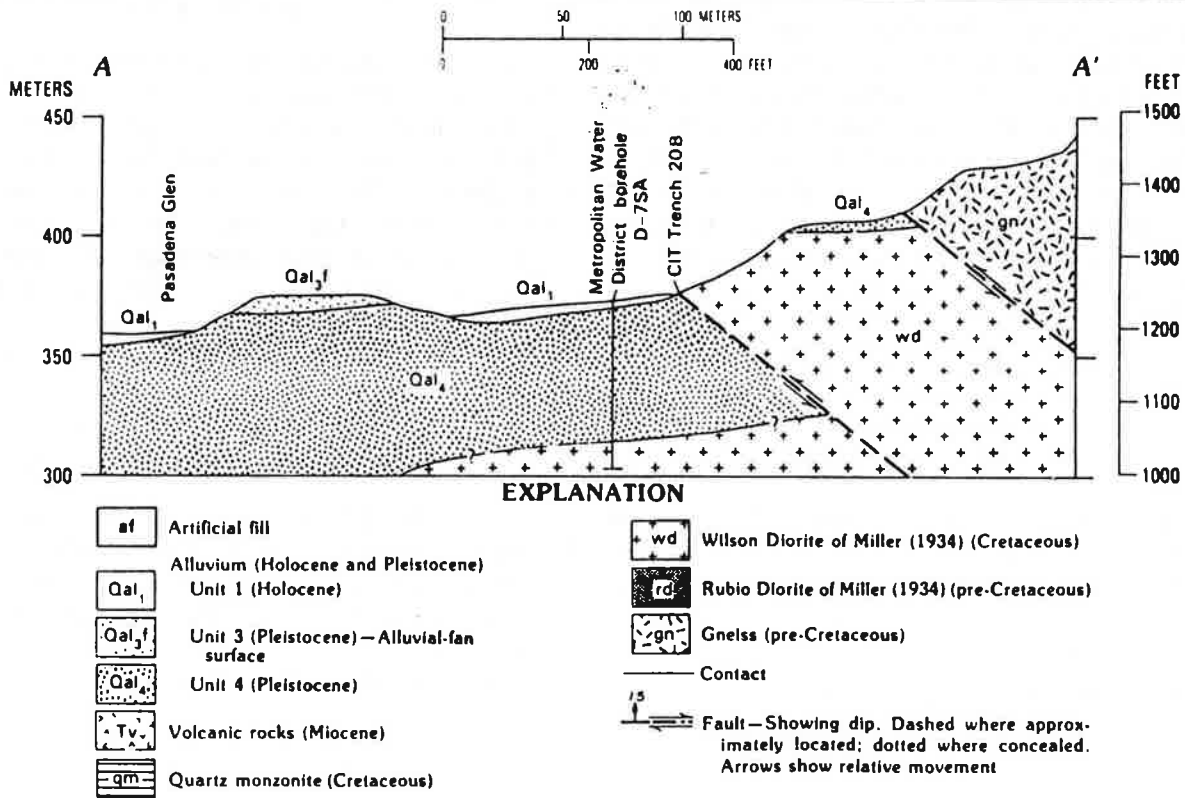 0 50 100 METERS
0 200 400 FEET
A
A'
METERS
FEET
450
400
350
300
1500
1400
1300
1200
1100
1000
Qal1
Pasadena Glen
Qal3f
Qal1
Metropolitan Water
District borehole
D-7SA
CIT Trench 20B
Qal4
gn
wd
Qal4
?
?
EXPLANATION
af Artificial fill
Alluvium (Holocene and Pleistocene)
Qal1 Unit 1 (Holocene)
Qal3f Unit 3 (Pleistocene)—Alluvial-fan
surface
Qal4 Unit 4 (Pleistocene)
Tv Volcanic rocks (Miocene)
qm Quartz monzonite (Cretaceous)
wd Wilson Diorite of Miller (1934) (Cretaceous)
rd Rubio Diorite of Miller (1934) (pre-Cretaceous)
gn Gneiss (pre-Cretaceous)
Contact
15
Fault—Showing dip. Dashed where approx-
imately located; dotted where concealed.
Arrows show relative movement